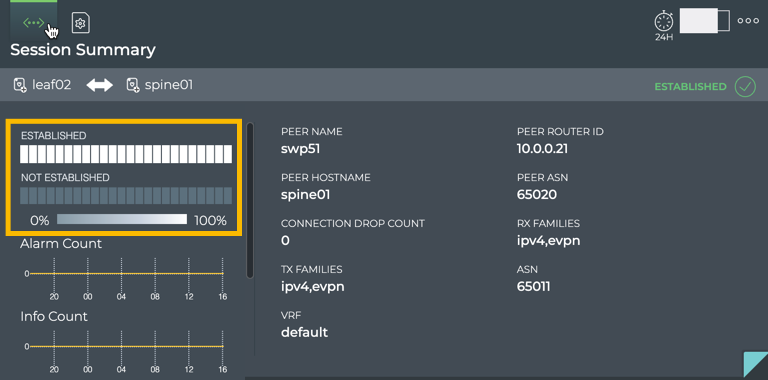 24H
Session Summary
leaf02 spine01 ESTABLISHED
ESTABLISHED
NOT ESTABLISHED
0% 100%
Alarm Count
0
20 00 04 08 12 16
Info Count
0
20 00 04 08 12 16
PEER NAME
swp51
PEER ROUTER ID
10.0.0.21
PEER HOSTNAME
spine01
PEER ASN
65020
CONNECTION DROP COUNT
0
RX FAMILIES
ipv4,evpn
TX FAMILIES
ipv4,evpn
ASN
65011
VRF
default